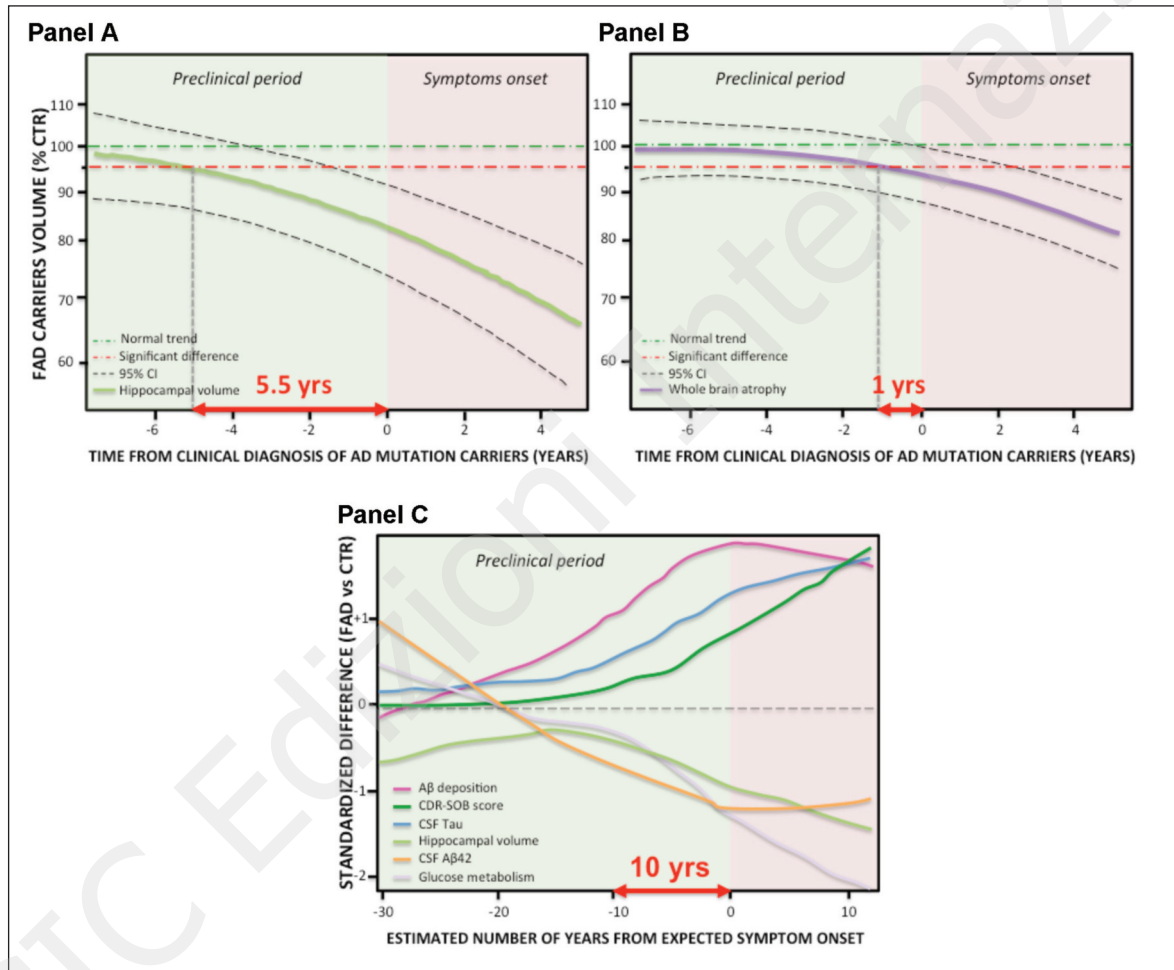 Panel A
Preclinical period
Symptoms onset
FAD CARRIERS VOLUME (% CTR)
110
100
90
80
70
60
Normal trend
Significant difference
95% CI
Hippocampal volume
5.5 yrs
-6
-4
-2
0
2
4
TIME FROM CLINICAL DIAGNOSIS OF AD MUTATION CARRIERS (YEARS)
Panel B
Preclinical period
Symptoms onset
110
100
90
80
70
60
Normal trend
Significant difference
95% CI
Whole brain atrophy
1 yrs
-6
-4
-2
0
2
4
TIME FROM CLINICAL DIAGNOSIS OF AD MUTATION CARRIERS (YEARS)
Panel C
Preclinical period
STANDARDIZED DIFFERENCE (FAD vs CTR)
+1
0
-1
-2
Aβ deposition
CDR-SOB score
CSF Tau
Hippocampal volume
CSF Aβ42
Glucose metabolism
10 yrs
-30
-20
-10
0
10
ESTIMATED NUMBER OF YEARS FROM EXPECTED SYMPTOM ONSET
IC Edizioni Internaz